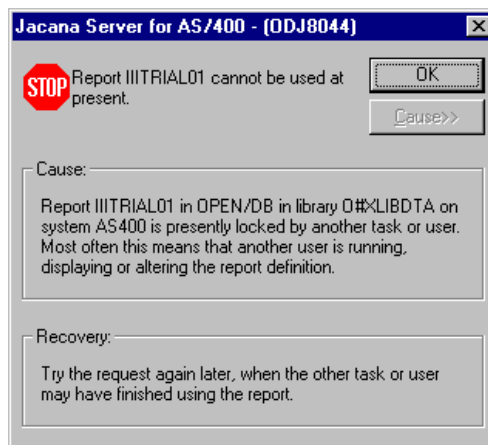 Jacana Server for AS/400 - (ODJ8044)
STOP
Report IIITRIAL01 cannot be used at
present.
OK
Cause>>
Cause:
Report IIITRIAL01 in OPEN/DB in library O#XLIBDTA on
system AS400 is presently locked by another task or user.
Most often this means that another user is running,
displaying or altering the report definition.
Recovery:
Try the request again later, when the other task or user
may have finished using the report.